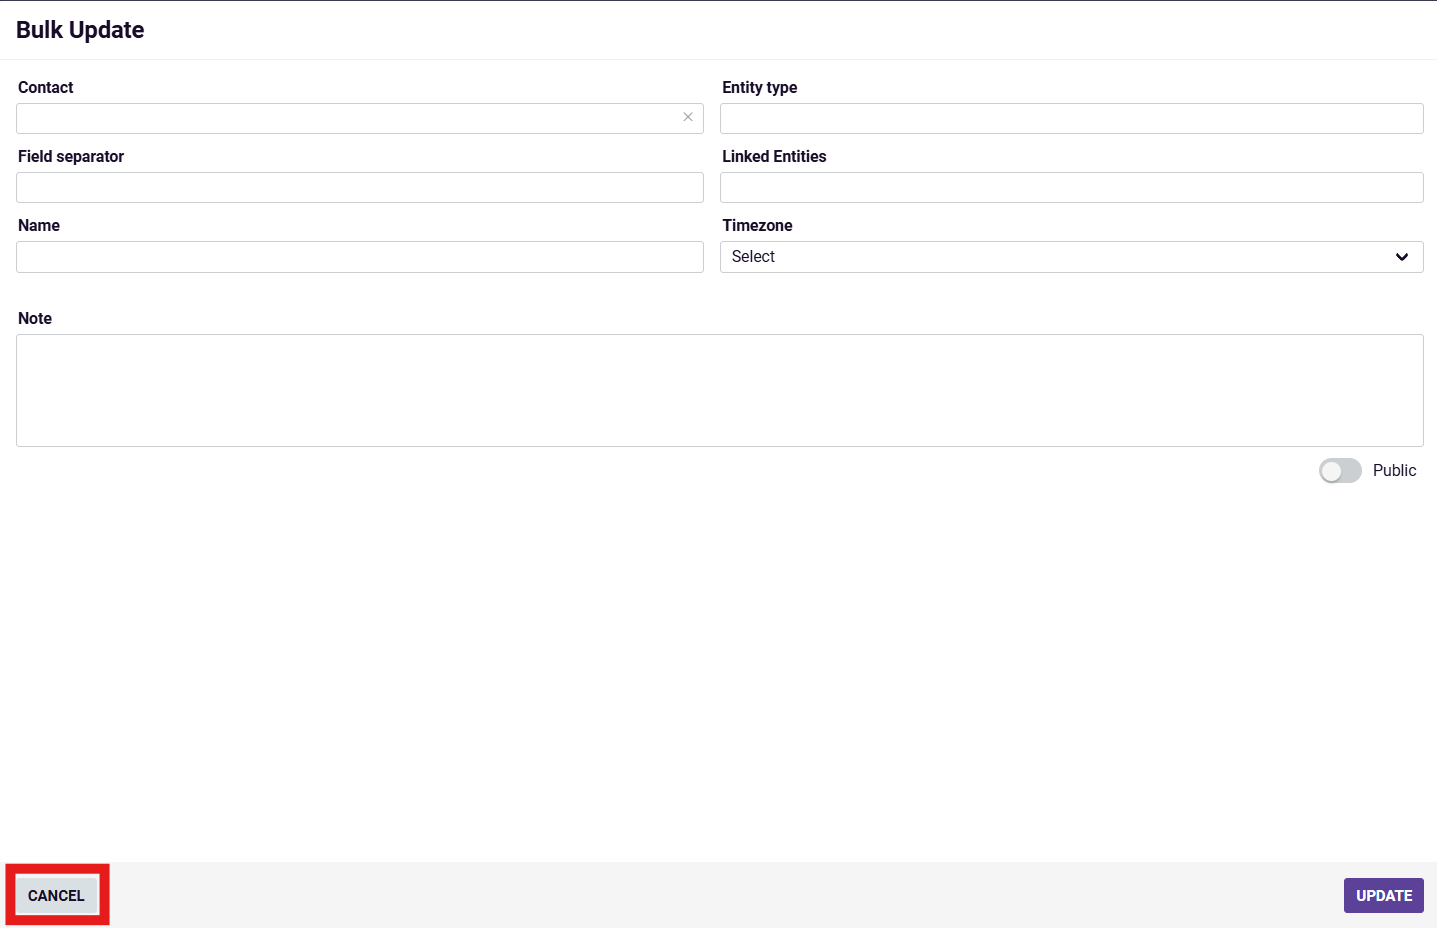 Bulk Update
Contact
Entity type
Field separator
Linked Entities
Name
Timezone
Select
Note
Public
CANCEL
UPDATE